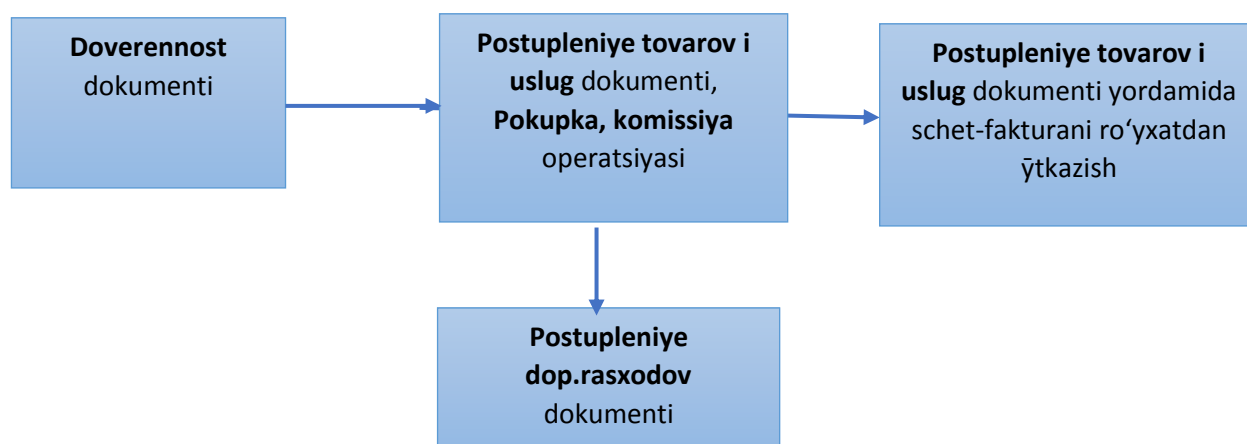 Doverennost
dokumenti
Postupleniye tovarov i
uslug dokumenti,
Pokupka, komissiya
operatsiyasi
Postupleniye tovarov i
uslug dokumenti yordamida
schet-fakturani ro‘yxatdan
ȳtkazish
Postupleniye
dop.rasxodov
dokumenti